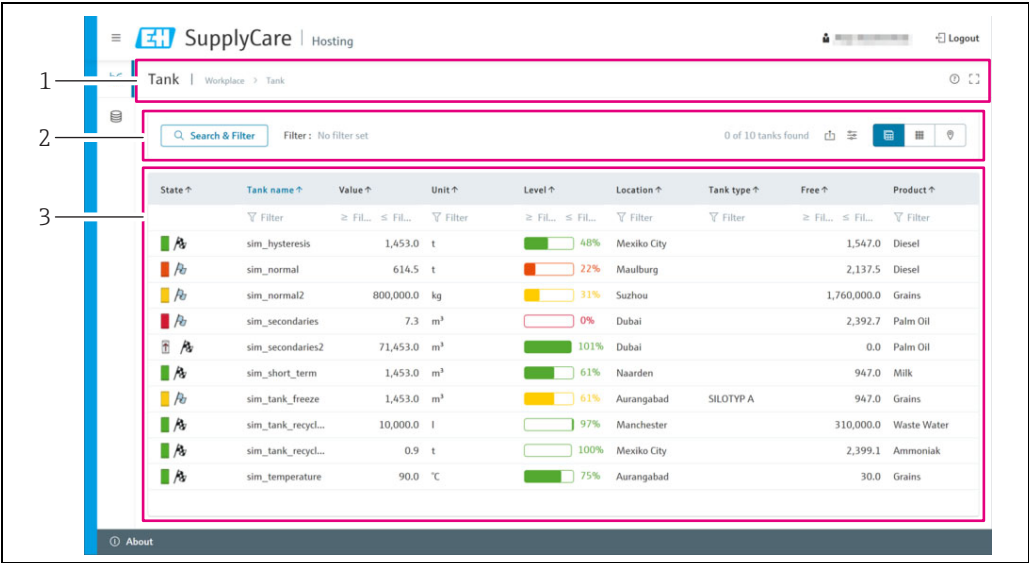 EH SupplyCare | Hosting Logout
1 Tank | Workplace > Tank
2 Search & Filter Filter : No filter set 0 of 10 tanks found
State ↑ Tank name ↑ Value ↑ Unit ↑ Level ↑ Location ↑ Tank type ↑ Free ↑ Product ↑
3 Filter ≥ Fil... ≤ Fil... Filter ≥ Fil... ≤ Fil... Filter Filter ≥ Fil... ≤ Fil... Filter
sim_hysteresis 1,453.0 t 48% Mexiko City 1,547.0 Diesel
sim_normal 614.5 t 22% Maulburg 2,137.5 Diesel
sim_normal2 800,000.0 kg 31% Suzhou 1,760,000.0 Grains
sim_secondaries 7.3 m³ 0% Dubai 2,392.7 Palm Oil
sim_secondaries2 71,453.0 m³ 101% Dubai 0.0 Palm Oil
sim_short_term 1,453.0 m³ 61% Naarden 947.0 Milk
sim_tank_freeze 1,453.0 m³ 61% Aurangabad SILOTYP A 947.0 Grains
sim_tank_recycl... 10,000.0 l 97% Manchester 310,000.0 Waste Water
sim_tank_recycl... 0.9 t 100% Mexiko City 2,399.1 Ammoniak
sim_temperature 90.0 °C 75% Aurangabad 30.0 Grains
About